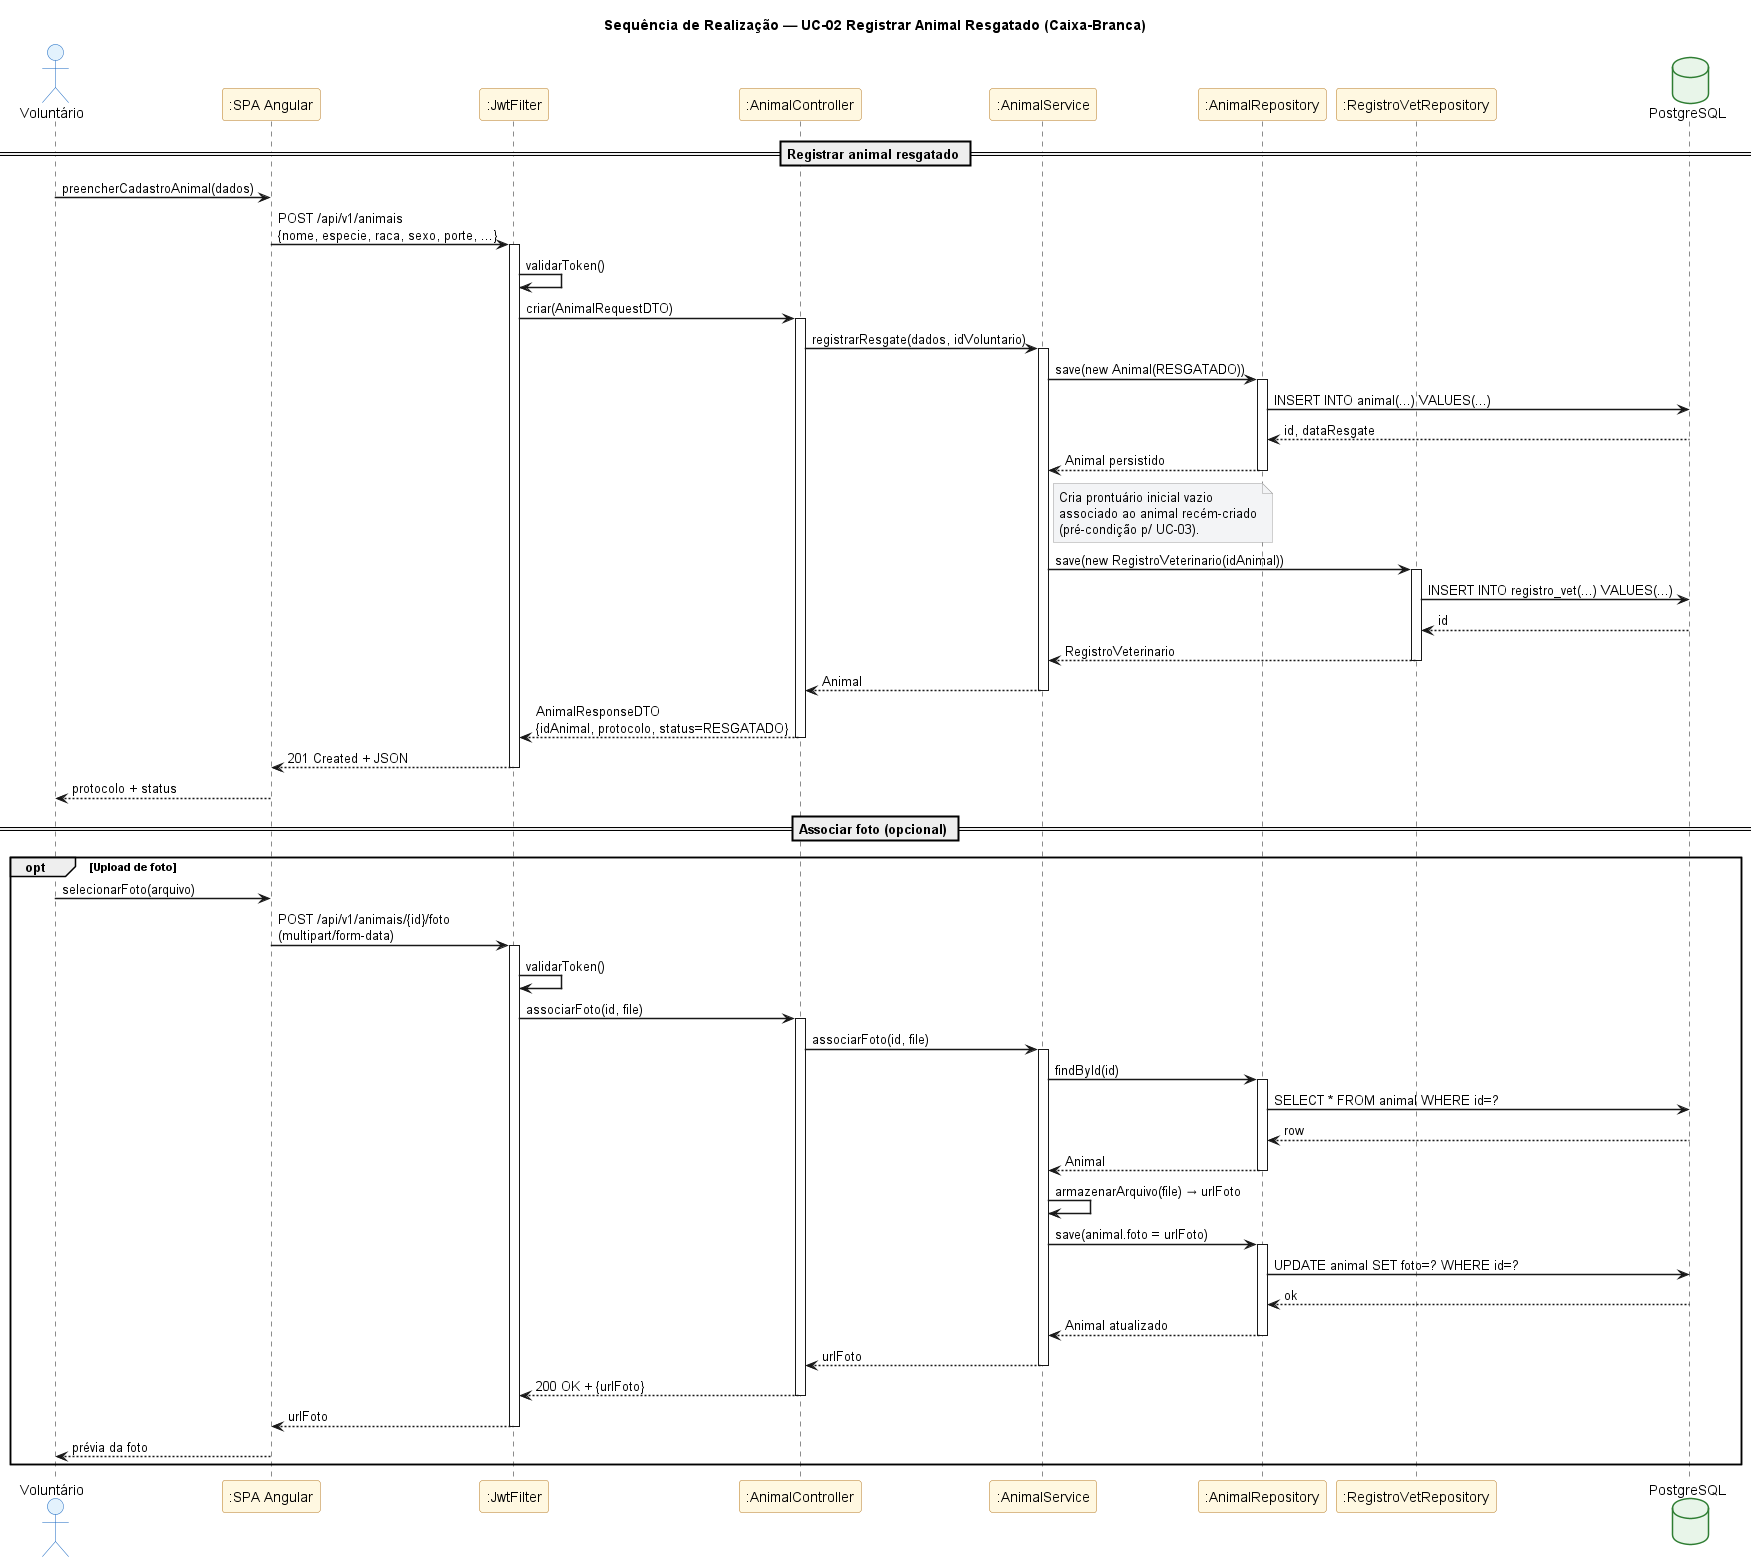 Sequência de Realização — UC-02 Registrar Animal Resgatado (Caixa-Branca)
Voluntário
:SPA Angular
:JwtFilter
:AnimalController
:AnimalService
:AnimalRepository
:RegistroVetRepository
PostgreSQL
Registrar animal resgatado
preencherCadastroAnimal(dados)
POST /api/v1/animais
{nome, especie, raca, sexo, porte, ...}
validarToken()
criar(AnimalRequestDTO)
registrarResgate(dados, idVoluntario)
save(new Animal(RESGATADO))
INSERT INTO animal(...) VALUES(...)
id, dataResgate
Animal persistido
Cria prontuário inicial vazio
associado ao animal recém-criado
(pré-condição p/ UC-03).
save(new RegistroVeterinario(idAnimal))
INSERT INTO registro_vet(...) VALUES(...)
id
RegistroVeterinario
Animal
AnimalResponseDTO
{idAnimal, protocolo, status=RESGATADO}
201 Created + JSON
protocolo + status
Associar foto (opcional)
opt [Upload de foto]
selecionarFoto(arquivo)
POST /api/v1/animais/{id}/foto
(multipart/form-data)
validarToken()
associarFoto(id, file)
associarFoto(id, file)
findById(id)
SELECT * FROM animal WHERE id=?
row
Animal
armazenarArquivo(file) → urlFoto
save(animal.foto = urlFoto)
UPDATE animal SET foto=? WHERE id=?
ok
Animal atualizado
urlFoto
200 OK + {urlFoto}
urlFoto
prévia da foto
Voluntário
:SPA Angular
:JwtFilter
:AnimalController
:AnimalService
:AnimalRepository
:RegistroVetRepository
PostgreSQL